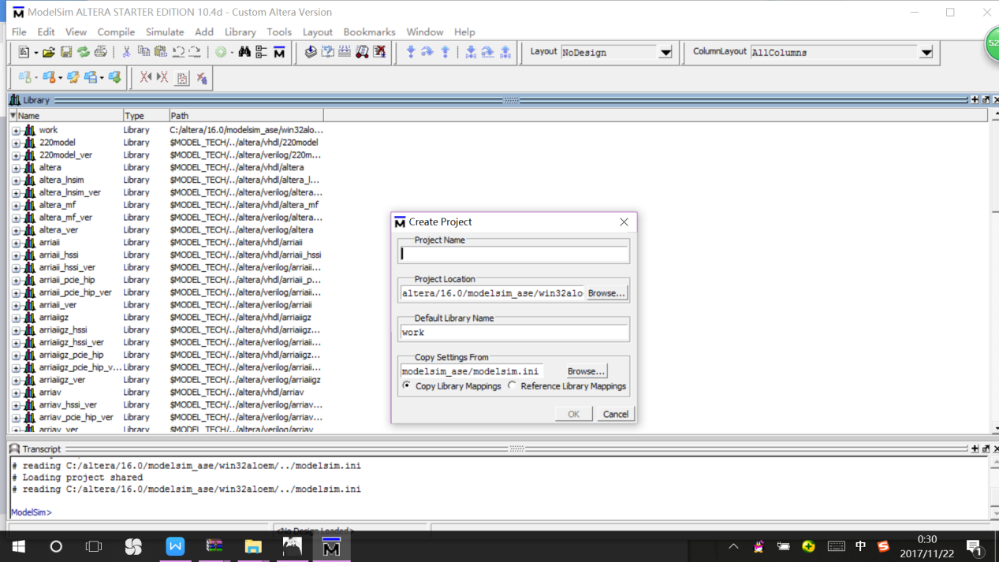 ModelSim ALTERA STARTER EDITION 10.4d - Custom Altera Version
File Edit View Compile Simulate Add Library Tools Layout Bookmarks Window Help
Layout NoDesign ColumnLayout AllColumns
52
Library
Name Type Path
work Library C:/altera/16.0/modelsim_ase/win32alo...
220model Library $MODEL_TECH/../altera/vhdl/220model
220model_ver Library $MODEL_TECH/../altera/verilog/220m...
altera Library $MODEL_TECH/../altera/vhdl/altera
altera_lnsim Library $MODEL_TECH/../altera/vhdl/altera_l...
altera_lnsim_ver Library $MODEL_TECH/../altera/verilog/altera...
altera_mf Library $MODEL_TECH/../altera/vhdl/altera_mf
altera_mf_ver Library $MODEL_TECH/../altera/verilog/altera...
altera_ver Library $MODEL_TECH/../altera/verilog/altera
arriaii Library $MODEL_TECH/../altera/vhdl/arriaii
arriaii_hssi Library $MODEL_TECH/../altera/vhdl/arriaii_hssi
arriaii_hssi_ver Library $MODEL_TECH/../altera/verilog/arriaii...
arriaii_pcie_hip Library $MODEL_TECH/../altera/vhdl/arriaii_p...
arriaii_pcie_hip_ver Library $MODEL_TECH/../altera/verilog/arriaii...
arriaii_ver Library $MODEL_TECH/../altera/verilog/arriaii
arriaiigz Library $MODEL_TECH/../altera/vhdl/arriaiigz
arriaiigz_hssi Library $MODEL_TECH/../altera/vhdl/arriaiigz...
arriaiigz_hssi_ver Library $MODEL_TECH/../altera/verilog/arriaii...
arriaiigz_pcie_hip Library $MODEL_TECH/../altera/vhdl/arriaiigz...
arriaiigz_pcie_hip_v... Library $MODEL_TECH/../altera/verilog/arriaii...
arriaiigz_ver Library $MODEL_TECH/../altera/verilog/arriaiigz
arriav Library $MODEL_TECH/../altera/vhdl/arriav
arriav_hssi_ver Library $MODEL_TECH/../altera/verilog/arriav...
arriav_pcie_hip_ver Library $MODEL_TECH/../altera/verilog/arriav...
arriav_ver Library $MODEL_TECH/../altera/verilog/arriav
Create Project
Project Name
Project Location
altera/16.0/modelsim_ase/win32alo Browse...
Default Library Name
work
Copy Settings From
modelsim_ase/modelsim.ini Browse...
Copy Library Mappings Reference Library Mappings
OK Cancel
Transcript
# reading C:/altera/16.0/modelsim_ase/win32aloem/../modelsim.ini
# Loading project shared
# reading C:/altera/16.0/modelsim_ase/win32aloem/../modelsim.ini
ModelSim>
<No Design Loaded>
中
0:30
2017/11/22
1